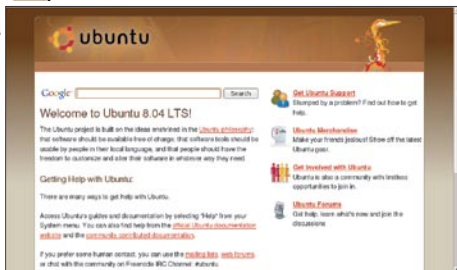 ubuntu
Google Search
Welcome to Ubuntu 8.04 LTS!
The Ubuntu project is built on the ideas enshrined in the Ubuntu philosophy:
that software should be available free of charge, that software tools should be
usable by people in their local language, and that people should have the
freedom to customize and alter their software in whatever way they need.
Getting Help with Ubuntu:
There are many ways to get help with Ubuntu.
Access Ubuntu's guides and documentation by selecting "Help" from your
System menu. You can also find help from the official Ubuntu documentation
website and the community contributed documentation.
If you prefer some human contact, you can use the mailing lists, web forums
or chat with the community on Freenode IRC Channel: #ubuntu.
Get Ubuntu Support
Stumped by a problem? Find out how to get
help.
Ubuntu Merchandise
Make your friends jealous! Show off the latest
Ubuntu gear.
Get Involved with Ubuntu
Ubuntu is also a community with limitless
opportunities to join in.
Ubuntu Forums
Get help, learn what's new and join the
discussions